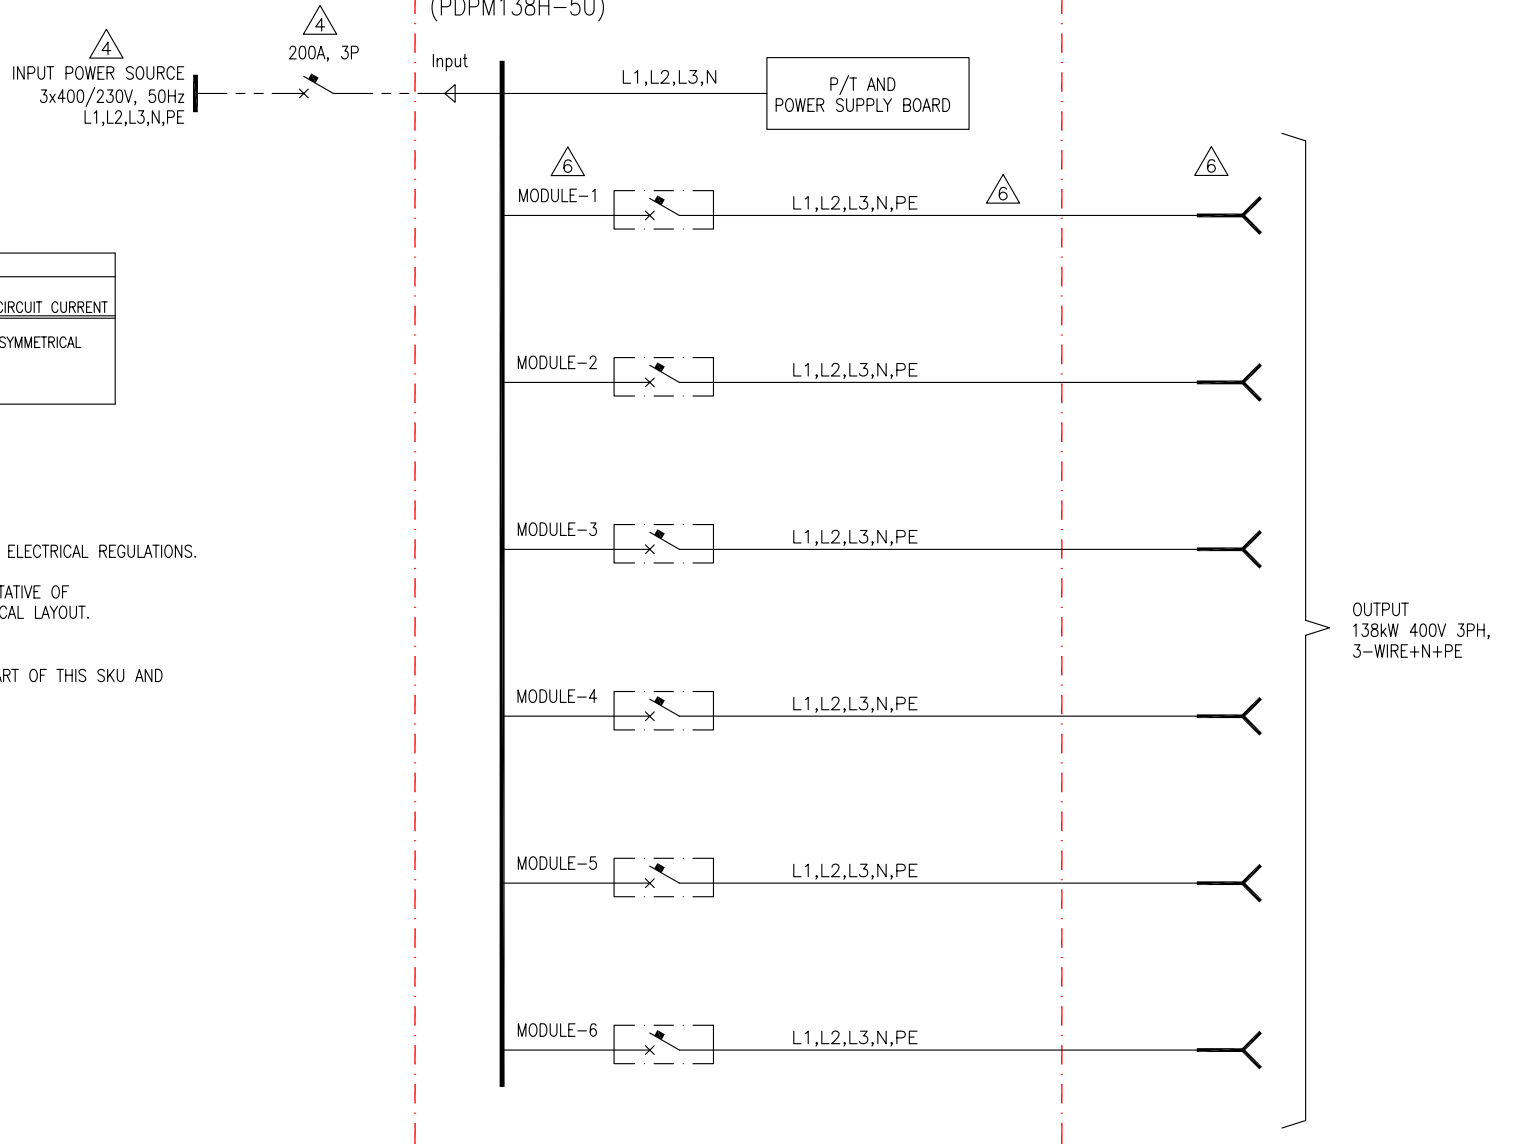 (PDPM138H-5U)
4
4
200A, 3P
INPUT POWER SOURCE
3x400/230V, 50Hz
L1,L2,L3,N,PE
Input
L1,L2,L3,N
P/T AND
POWER SUPPLY BOARD
6
6
6
MODULE-1
L1,L2,L3,N,PE
CIRCUIT CURRENT
SYMMETRICAL
MODULE-2
L1,L2,L3,N,PE
MODULE-3
L1,L2,L3,N,PE
ELECTRICAL REGULATIONS.
TATIVE OF
CAL LAYOUT.
ART OF THIS SKU AND
OUTPUT
138kW 400V 3PH,
3-WIRE+N+PE
MODULE-4
L1,L2,L3,N,PE
MODULE-5
L1,L2,L3,N,PE
MODULE-6
L1,L2,L3,N,PE